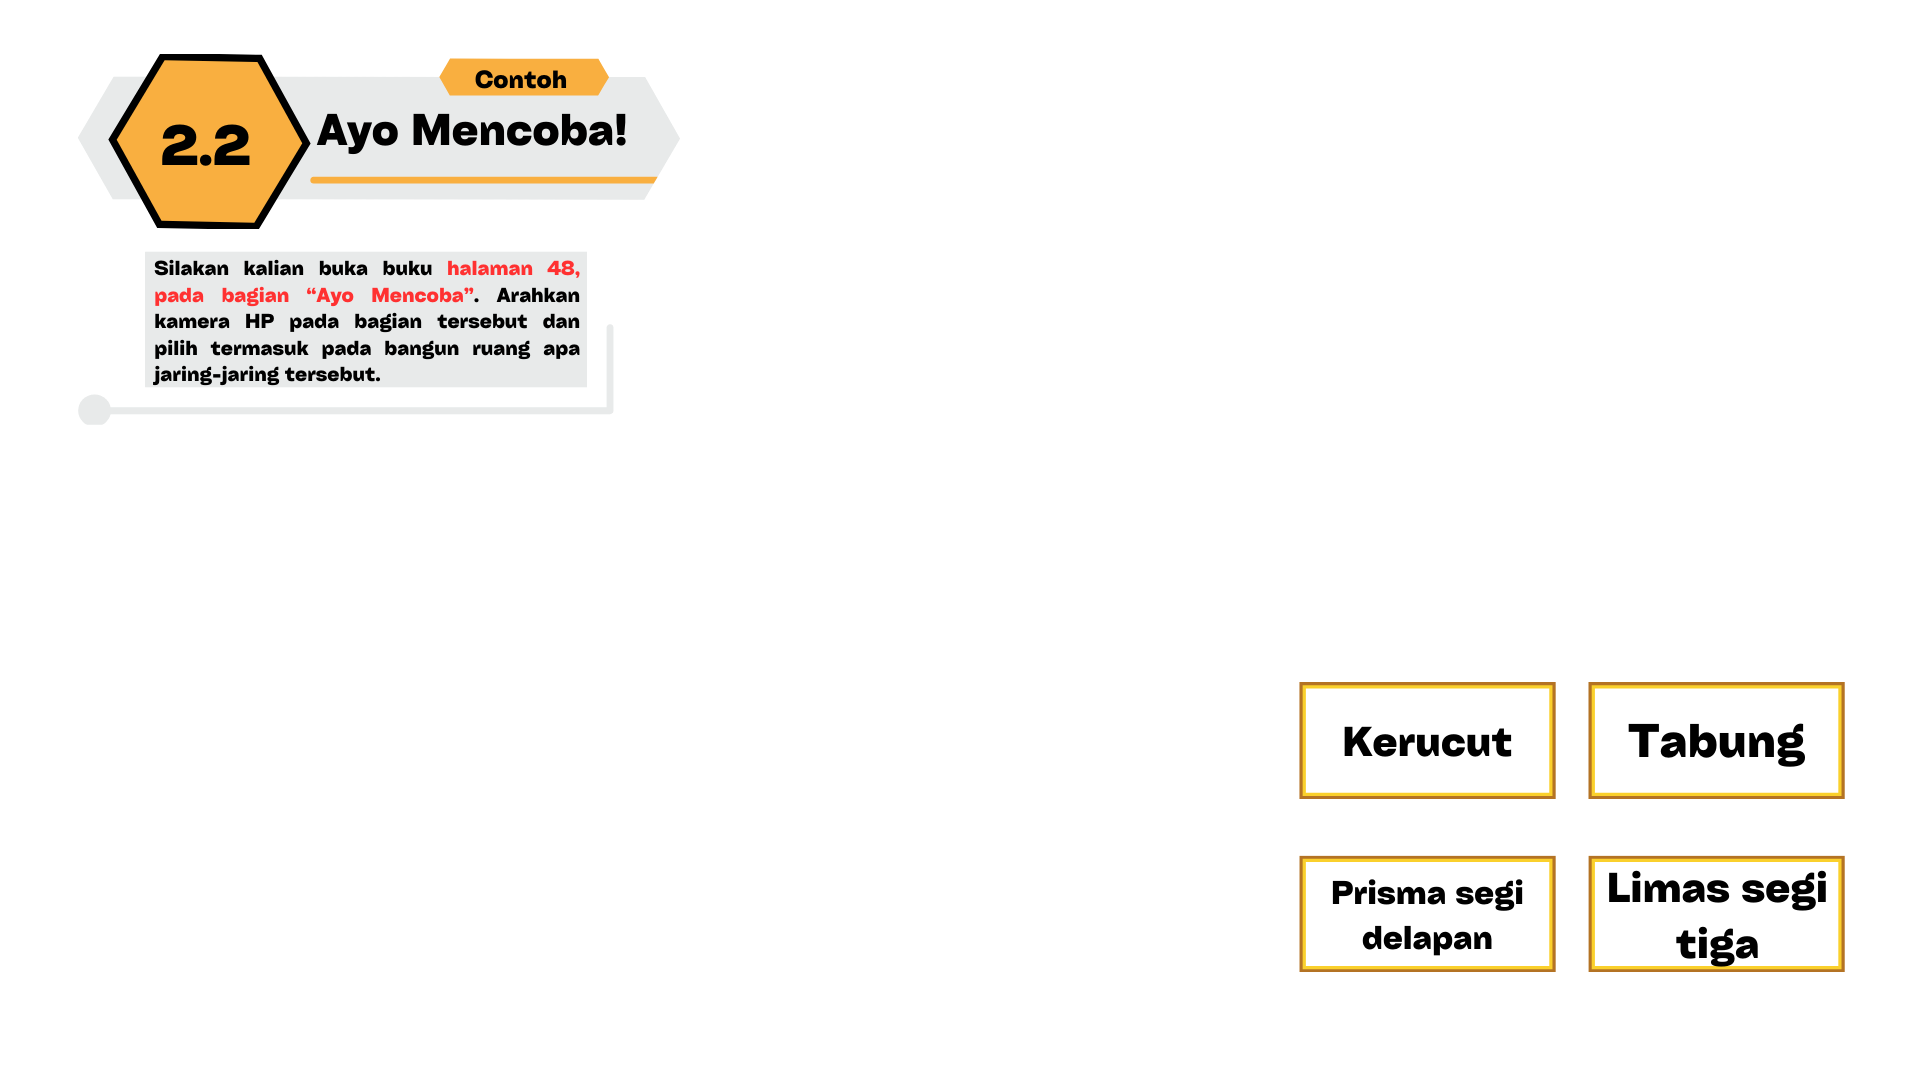 Contoh
2.2
Ayo Mencoba!
Silakan kalian buka buku halaman 48,
pada bagian “Ayo Mencoba”. Arahkan
kamera HP pada bagian tersebut dan
pilih termasuk pada bangun ruang apa
jaring-jaring tersebut.
Kerucut
Tabung
Prisma segi
delapan
Limas segi
tiga